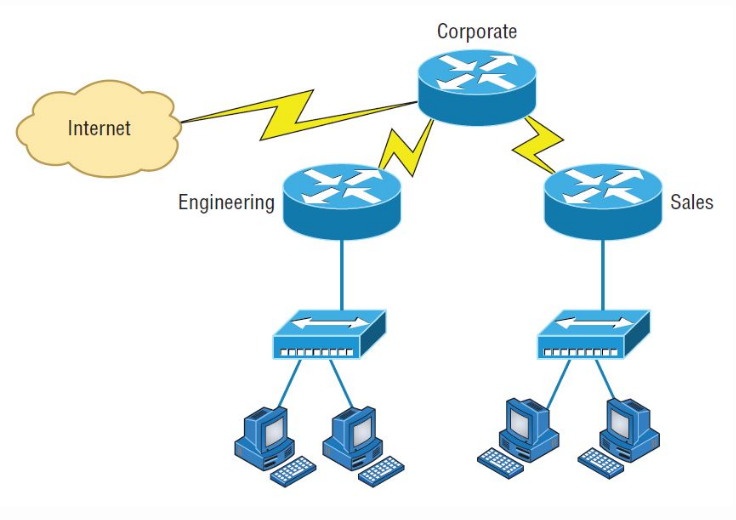 Corporate
Internet
Engineering
Sales